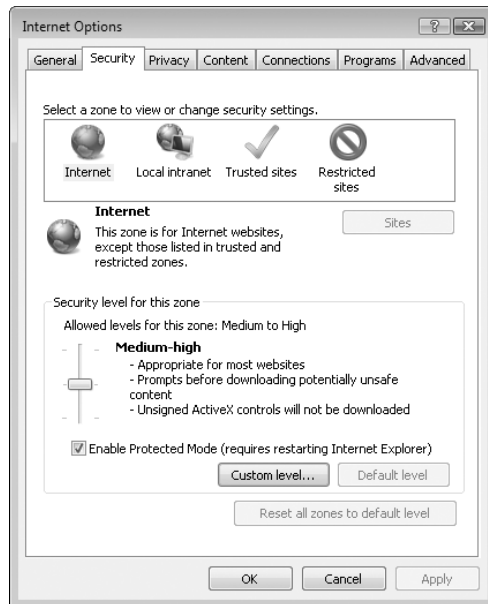 Internet Options
General Security Privacy Content Connections Programs Advanced
Select a zone to view or change security settings.
Internet Local intranet Trusted sites Restricted
sites
Internet
Sites
This zone is for Internet websites,
except those listed in trusted and
restricted zones.
Security level for this zone
Allowed levels for this zone: Medium to High
Medium-high
- Appropriate for most websites
- Prompts before downloading potentially unsafe
content
- Unsigned ActiveX controls will not be downloaded
Enable Protected Mode (requires restarting Internet Explorer)
Custom level... Default level
Reset all zones to default level
OK Cancel Apply